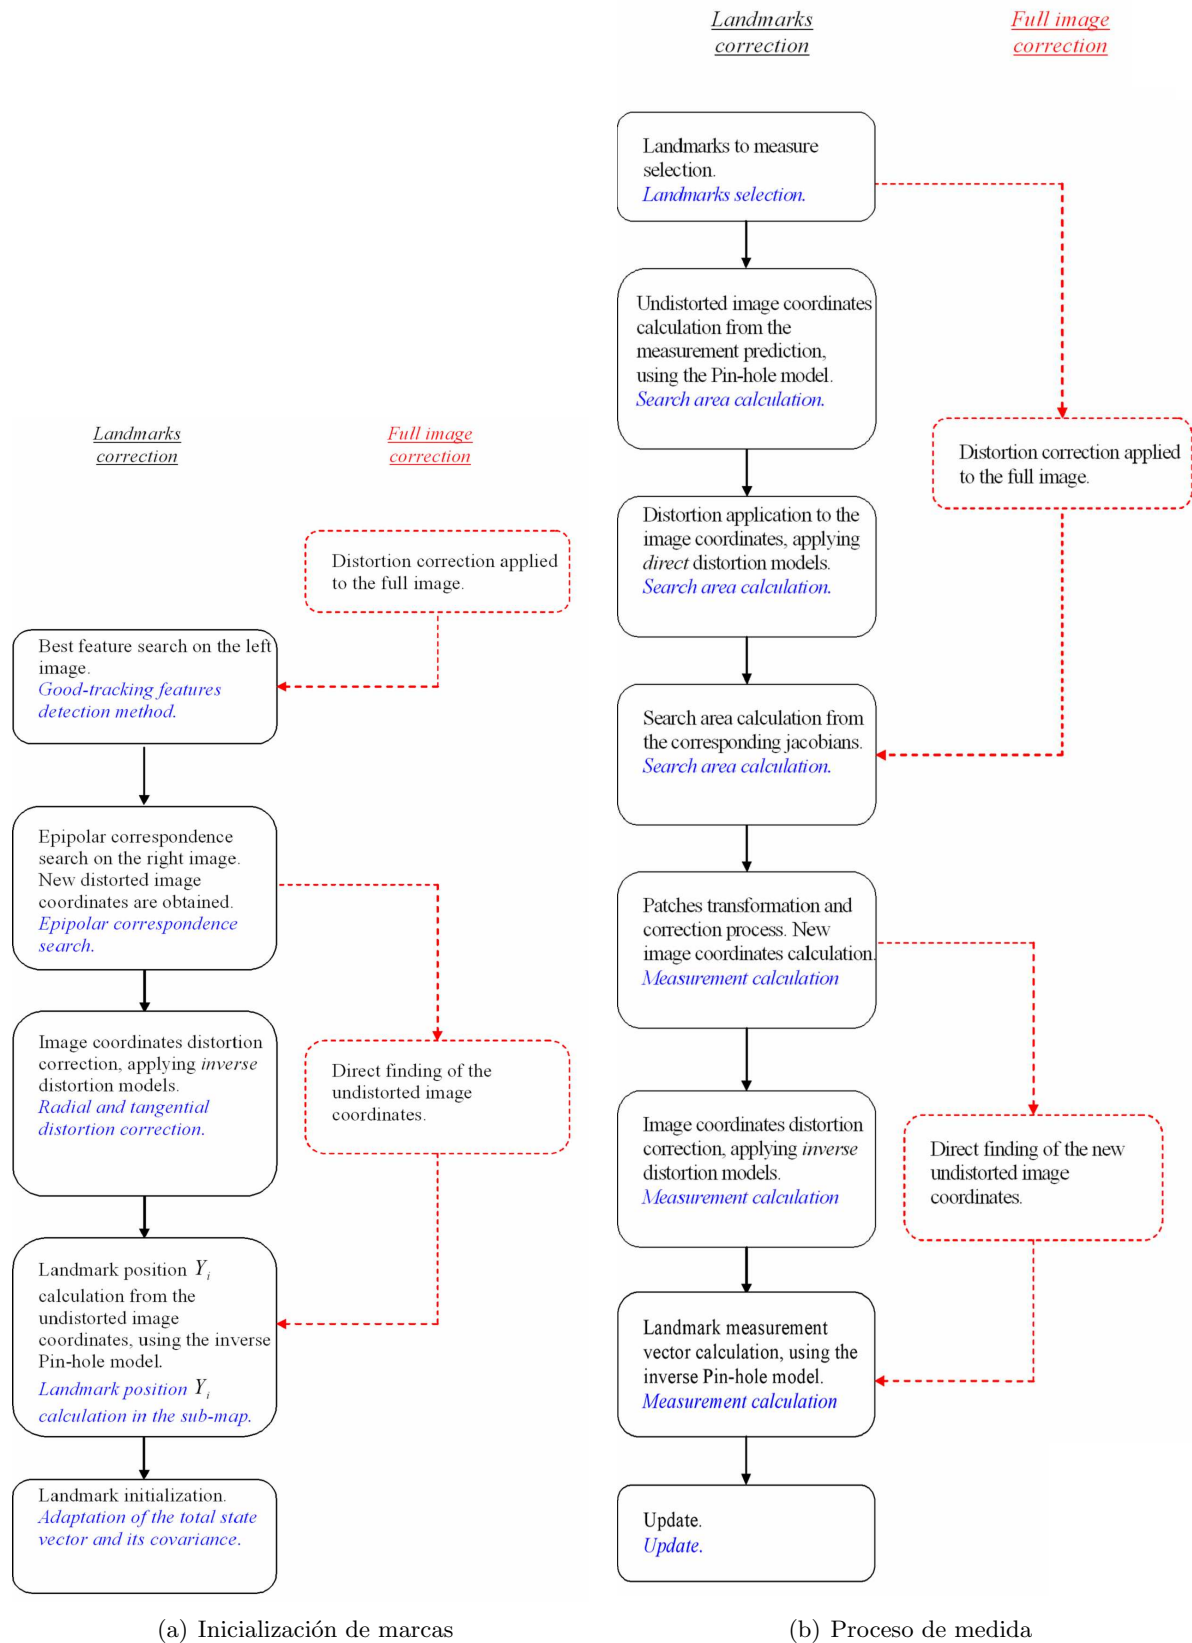 Landmarks
correction
Full image
correction
Distortion correction applied
to the full image.
Best feature search on the left
image.
Good-tracking features
detection method.
Epipolar correspondence
search on the right image.
New distorted image
coordinates are obtained.
Epipolar correspondence
search.
Image coordinates distortion
correction, applying inverse
distortion models.
Radial and tangential
distortion correction.
Direct finding of the
undistorted image
coordinates.
Landmark position Y_i
calculation from the
undistorted image
coordinates, using the inverse
Pin-hole model.
Landmark position Y_i
calculation in the sub-map.
Landmark initialization.
Adaptation of the total state
vector and its covariance.
(a) Inicialización de marcas
Landmarks
correction
Full image
correction
Landmarks to measure
selection.
Landmarks selection.
Undistorted image coordinates
calculation from the
measurement prediction,
using the Pin-hole model.
Search area calculation.
Distortion correction applied
to the full image.
Distortion application to the
image coordinates, applying
direct distortion models.
Search area calculation.
Search area calculation from
the corresponding jacobians.
Search area calculation.
Patches transformation and
correction process. New
image coordinates calculation.
Measurement calculation
Image coordinates distortion
correction, applying inverse
distortion models.
Measurement calculation
Direct finding of the new
undistorted image
coordinates.
Landmark measurement
vector calculation, using the
inverse Pin-hole model.
Measurement calculation
Update.
Update.
(b) Proceso de medida